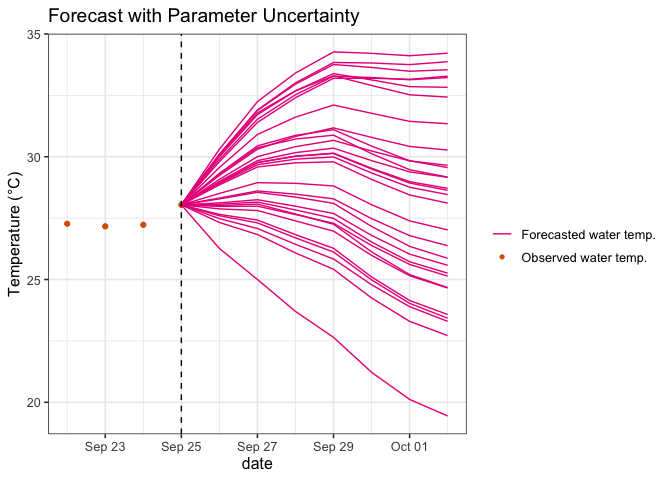 Forecast with Parameter Uncertainty
Temperature (°C)
35
30
25
20
Sep 23
Sep 25
Sep 27
Sep 29
Oct 01
date
Forecasted water temp.
Observed water temp.